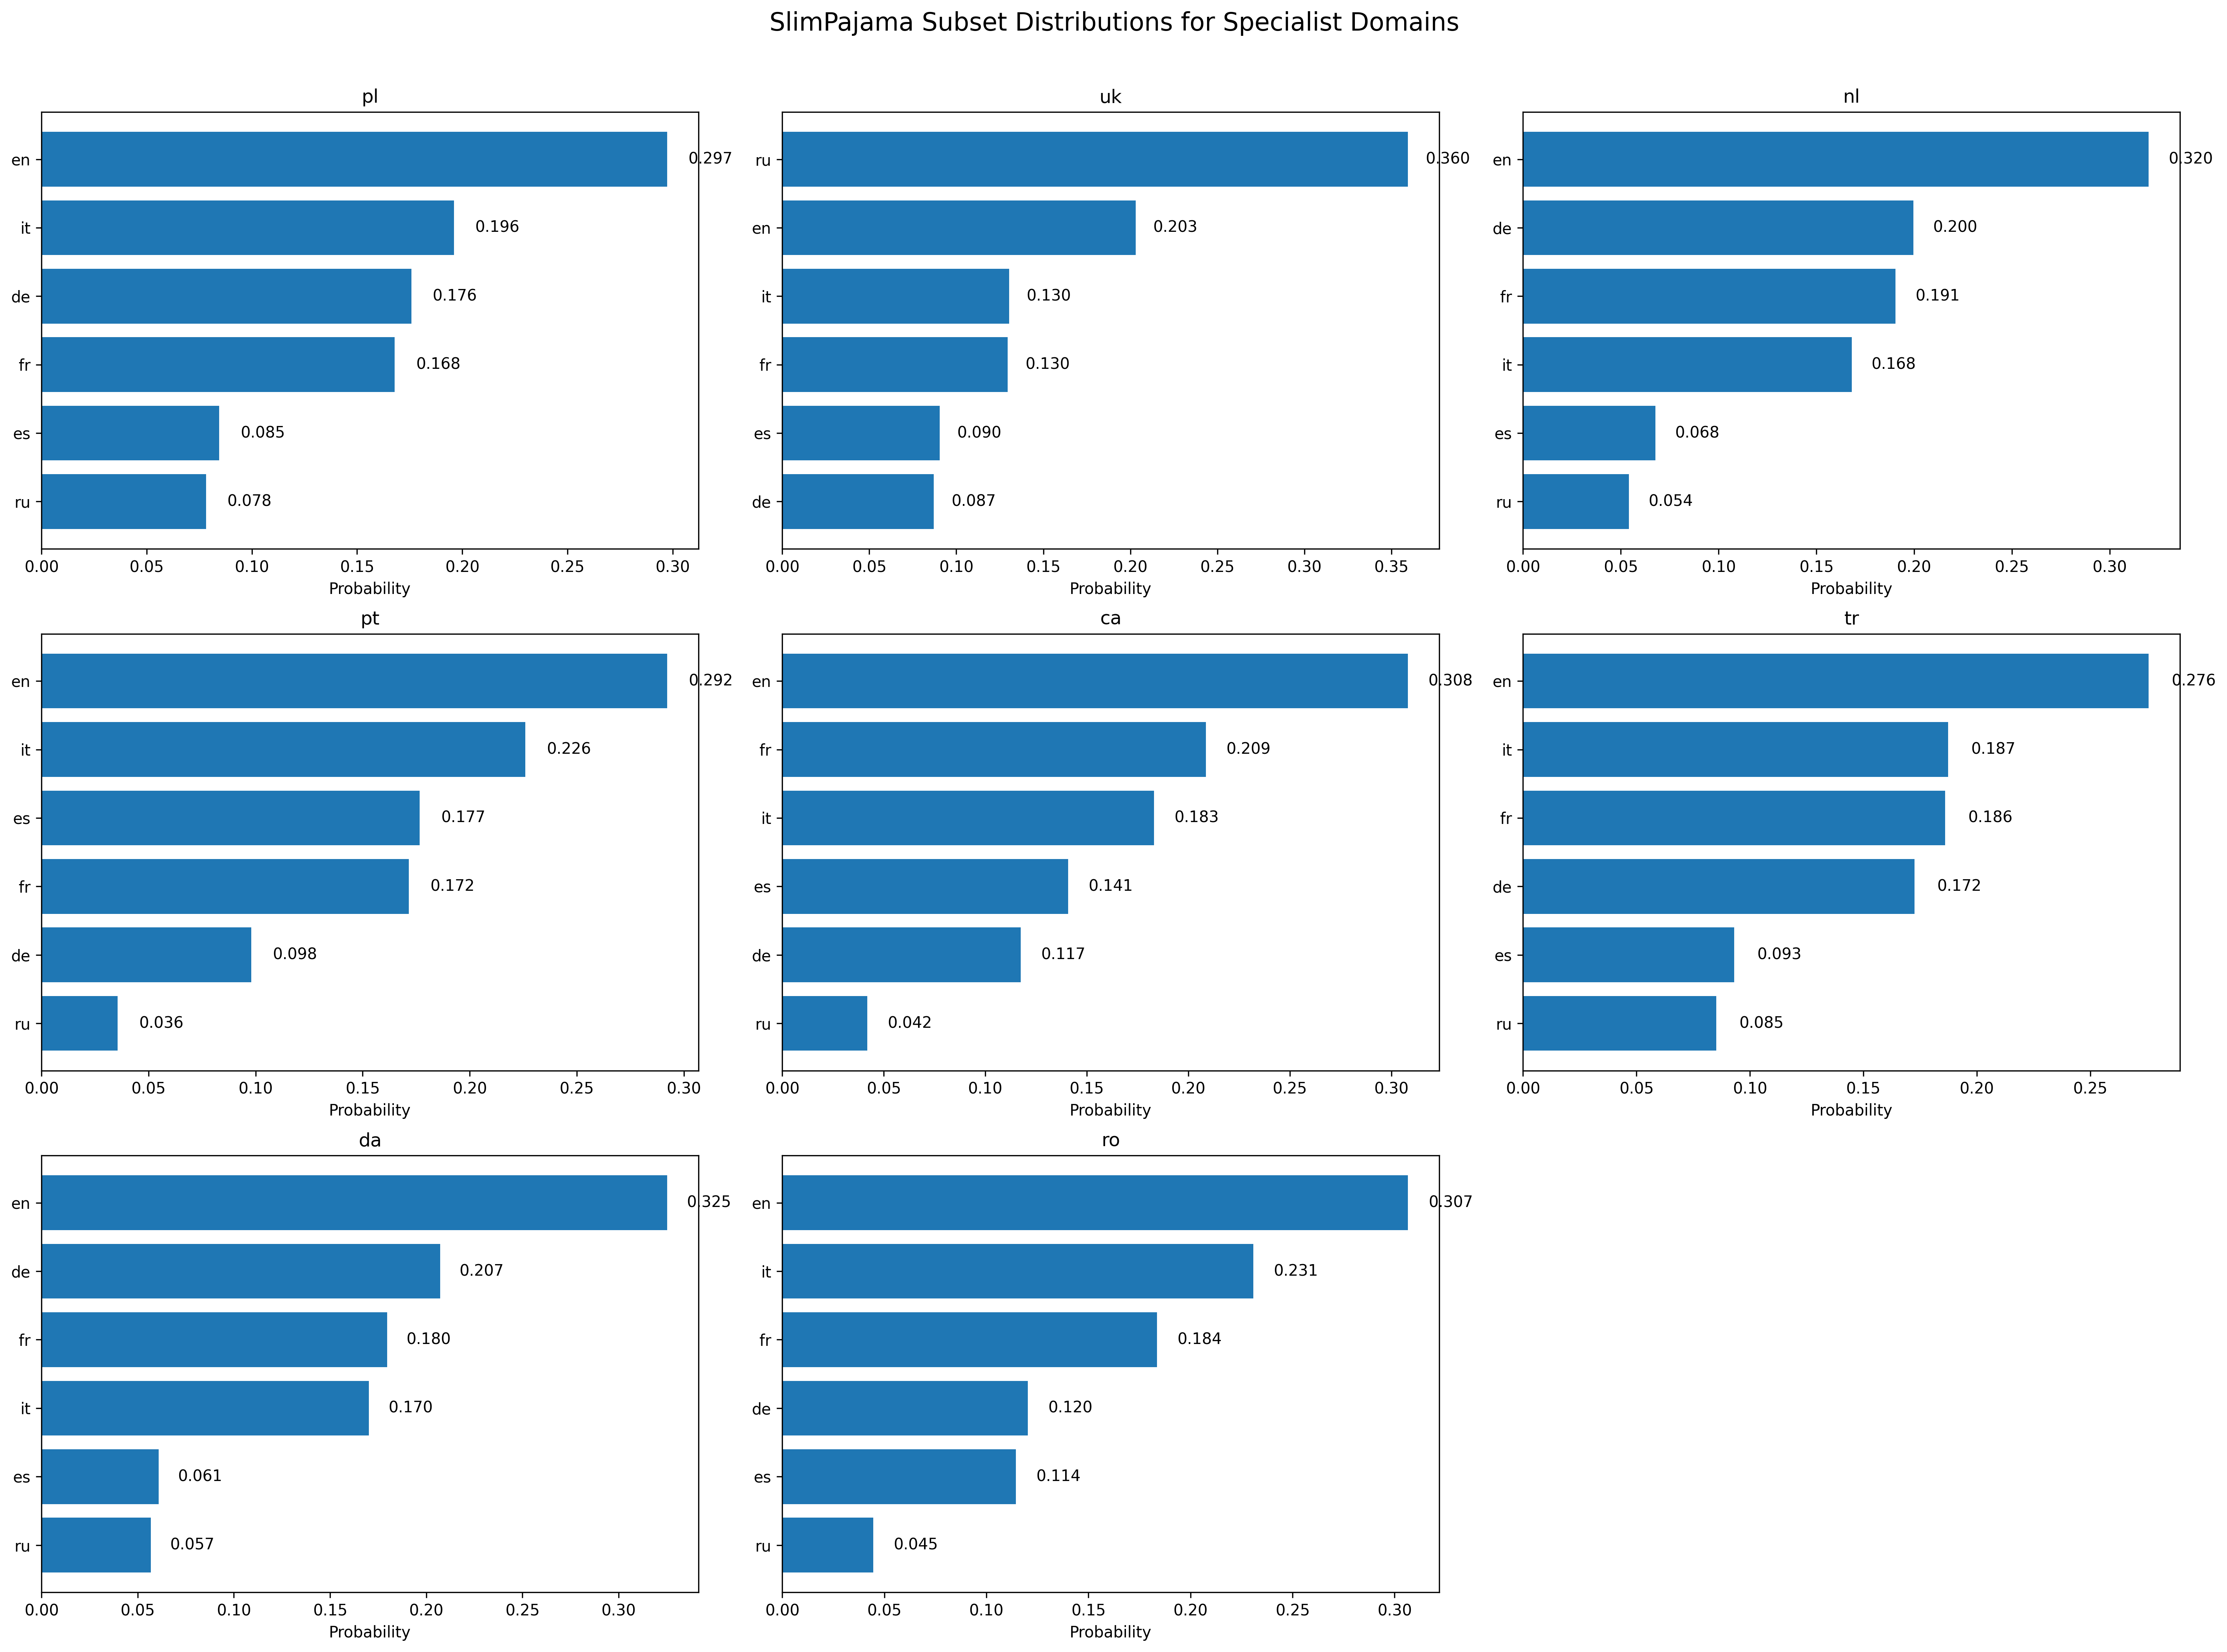 SlimPajama Subset Distributions for Specialist Domains
pl
en 0.297
it 0.196
de 0.176
fr 0.168
es 0.085
ru 0.078
0.00 0.05 0.10 0.15 0.20 0.25 0.30
Probability
uk
ru 0.360
en 0.203
it 0.130
fr 0.130
es 0.090
de 0.087
0.00 0.05 0.10 0.15 0.20 0.25 0.30 0.35
Probability
nl
en 0.320
de 0.200
fr 0.191
it 0.168
es 0.068
ru 0.054
0.00 0.05 0.10 0.15 0.20 0.25 0.30
Probability
pt
en 0.292
it 0.226
es 0.177
fr 0.172
de 0.098
ru 0.036
0.00 0.05 0.10 0.15 0.20 0.25 0.30
Probability
ca
en 0.308
fr 0.209
it 0.183
es 0.141
de 0.117
ru 0.042
0.00 0.05 0.10 0.15 0.20 0.25 0.30
Probability
tr
en 0.276
it 0.187
fr 0.186
de 0.172
es 0.093
ru 0.085
0.00 0.05 0.10 0.15 0.20 0.25
Probability
da
en 0.325
de 0.207
fr 0.180
it 0.170
es 0.061
ru 0.057
0.00 0.05 0.10 0.15 0.20 0.25 0.30
Probability
ro
en 0.307
it 0.231
fr 0.184
de 0.120
es 0.114
ru 0.045
0.00 0.05 0.10 0.15 0.20 0.25 0.30
Probability